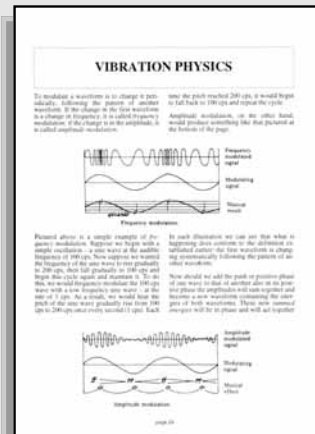 VIBRATION PHYSICS
To modulate a waveform is to change it peri-
odically, following the pattern of another
waveform. If the change in the first waveform
is a change in frequency, it is called frequency
modulation; if the change is in the amplitude, it
is called amplitude modulation.
time the pitch reached 200 cps, it would begin
to fall back to 100 cps and repeat the cycle.
Amplitude modulation, on the other hand,
would produce something like that pictured at
the bottom of the page.
Frequency
modulated
signal
Modulating
signal
Musical
result
Frequency modulation.
Pictured above is a simple example of fre-
quency modulation. Suppose we begin with a
simple oscillation - a sine wave at the audible
frequency of 100 cps. Now suppose we wanted
the frequency of the sine wave to rise gradually
to 200 cps, then fall gradually to 100 cps and
begin this cycle again and maintain it. To do
this, we would frequency modulate the 100 cps
wave with a low frequency sine wave - at the
rate of 1 cps. As a result, we would hear the
pitch of the sine wave gradually rise from 100
cps to 200 cps once every second (1 cps). Each
In each illustration we can see that what is
happening does conform to the definition es-
tablished earlier: the first waveform is chang-
ing systematically following the pattern of an-
other waveform.
Now should we add the push or positive phase
of one wave to that of another also in its posi-
tive phase the amplitudes will sum together and
become a new waveform containing the ener-
gies of both waveforms. These new summed
energies will be in phase and will act together
Amplitude
modulated
signal
Modulating
signal
Musical
effect
Amplitude modulation.
page 23